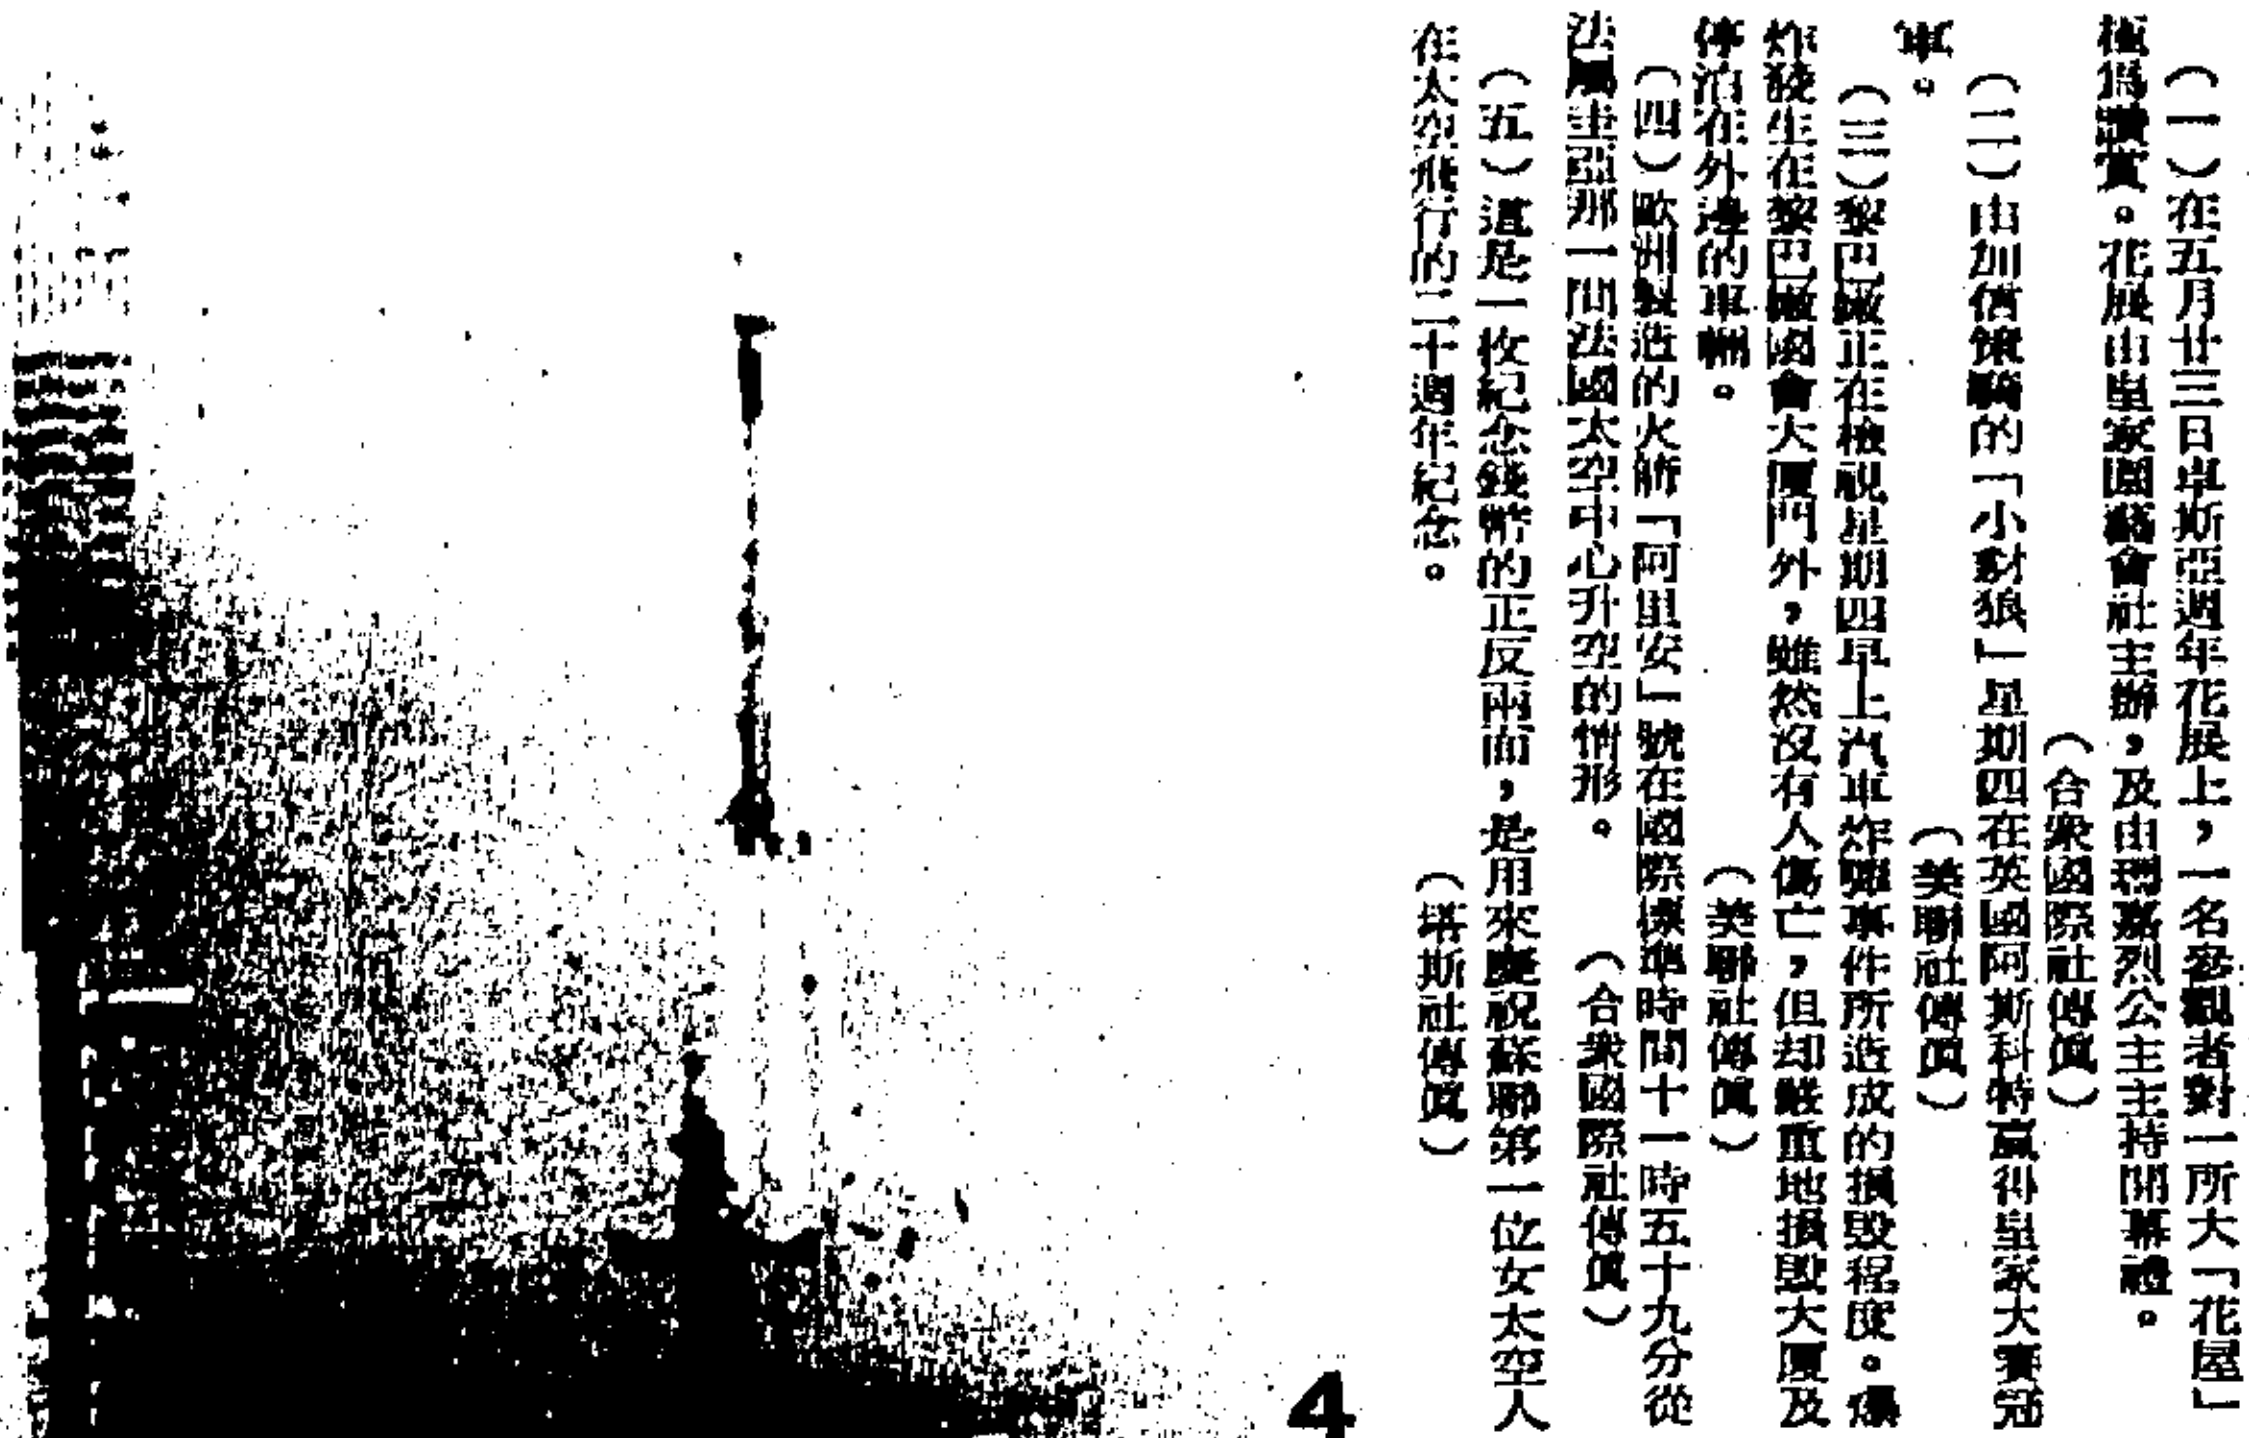 （一）在五月廿三日卓斯亞週年花展上，一名參觀者對一所大「花屋」
極爲讚賞。花展由皇家園藝會社主辦，及由瑪嘉烈公主主持開幕禮。
（合衆國際社傳眞）
（二）由加信策騎的「小豺狼」星期四在英國阿斯科特贏得皇家大賽冠
軍。
（美聯社傳眞）
（三）黎巴嫩正在檢視星期四早上汽車炸彈事件所造成的損毀程度。爆
炸發生在黎巴嫩國會大厦門外，雖然沒有人傷亡，但却嚴重地損毀大厦及
停泊在外邊的車輛。
（美聯社傳眞）
（四）歐洲製造的火箭「阿里安」號在國際標準時間十一時五十九分從
法屬圭亞那一間法國太空中心升空的情形。
（合衆國際社傳眞）
（五）這是一枚紀念錢幣的正反兩面，是用來慶祝蘇聯第一位女太空人
在太空飛行的二十週年紀念。
（塔斯社傳眞）
4